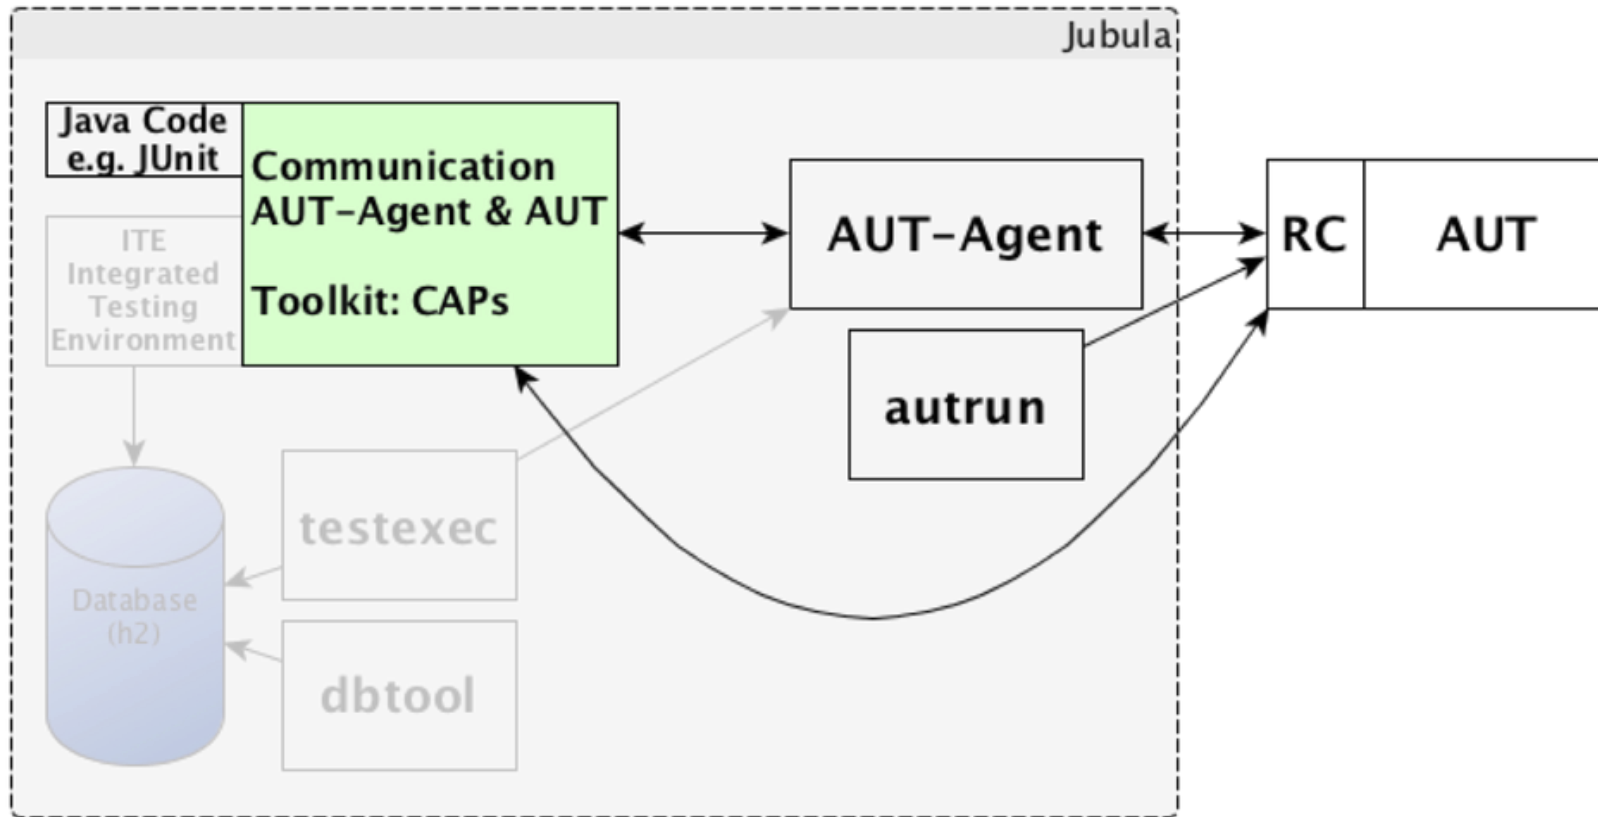 Jubula
Java Code
e.g. JUnit
Communication
AUT-Agent & AUT
Toolkit: CAPs
ITE
Integrated
Testing
Environment
AUT-Agent
RC
AUT
autrun
testexec
Database
(h2)
dbtool